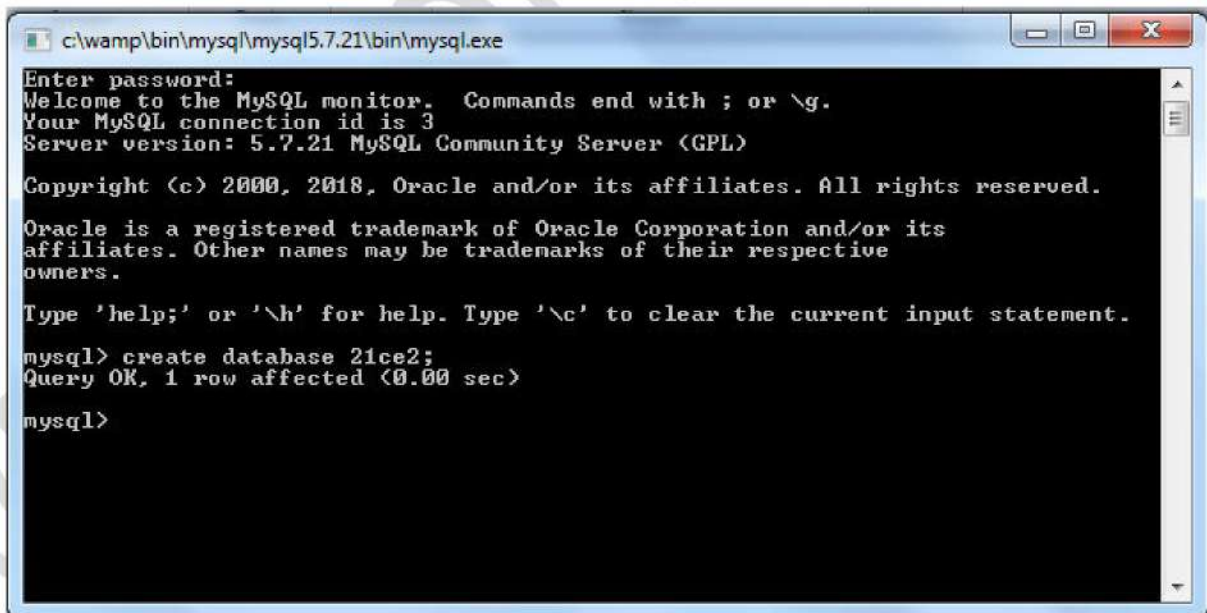 c:\wamp\bin\mysql\mysql5.7.21\bin\mysql.exe
Enter password:
Welcome to the MySQL monitor.  Commands end with ; or \g.
Your MySQL connection id is 3
Server version: 5.7.21 MySQL Community Server (GPL)
Copyright (c) 2000, 2018, Oracle and/or its affiliates. All rights reserved.
Oracle is a registered trademark of Oracle Corporation and/or its
affiliates. Other names may be trademarks of their respective
owners.
Type 'help;' or '\h' for help. Type '\c' to clear the current input statement.
mysql> create database 21ce2;
Query OK, 1 row affected (0.00 sec)
mysql>